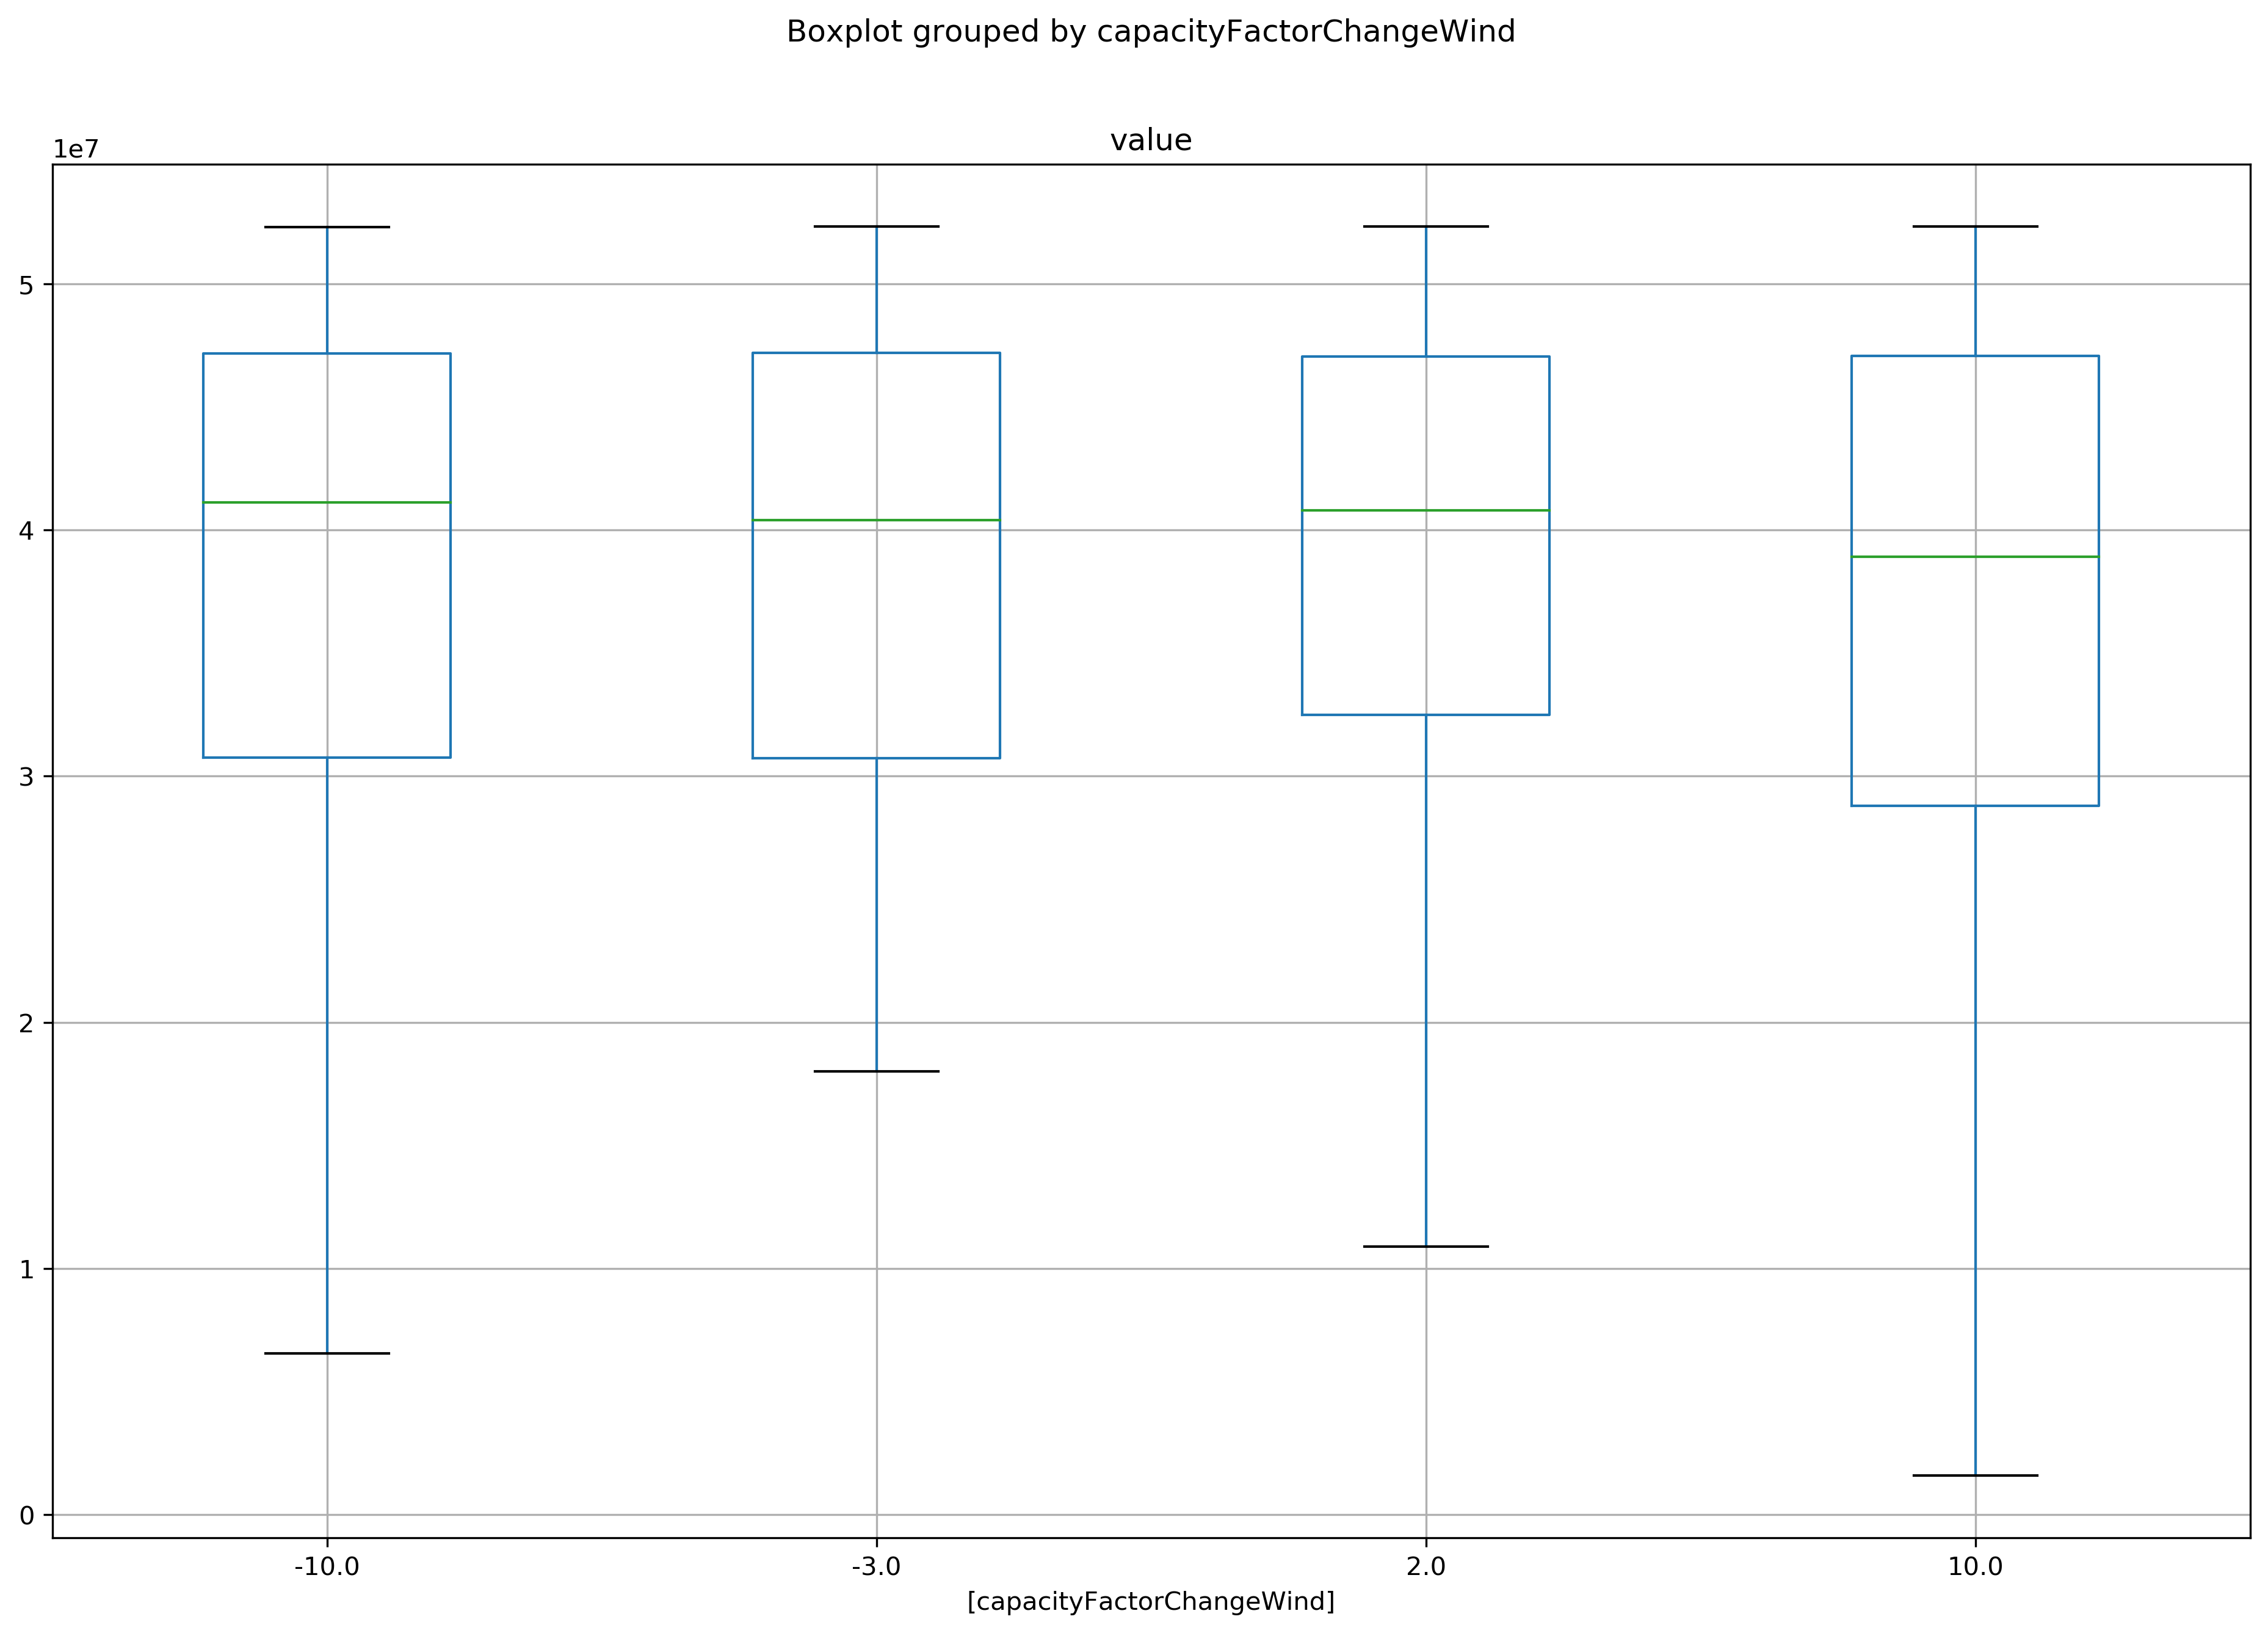 Boxplot grouped by capacityFactorChangeWind
value
1e7
5
4
3
2
1
0
-10.0 -3.0 2.0 10.0
[capacityFactorChangeWind]